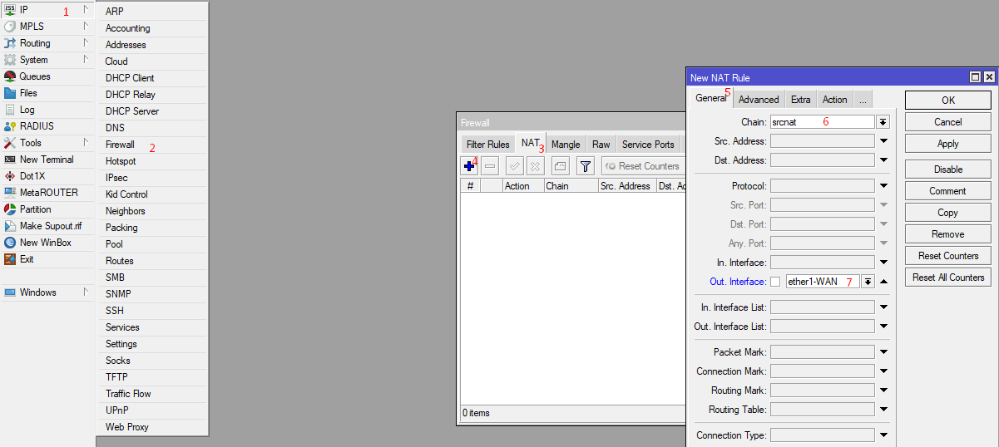 IP 1
MPLS
Routing
System
Queues
Files
Log
RADIUS
Tools
New Terminal
Dot1X
MetaROUTER
Partition
Make Supout.rif
New WinBox
Exit
Windows
ARP
Accounting
Addresses
Cloud
DHCP Client
DHCP Relay
DHCP Server
DNS
Firewall 2
Hotspot
IPsec
Kid Control
Neighbors
Packing
Pool
Routes
SMB
SNMP
SSH
Services
Settings
Socks
TFTP
Traffic Flow
UPnP
Web Proxy
Firewall
Filter Rules NAT 3 Mangle Raw Service Ports
4 Reset Counters
# Action Chain Src. Address Dst. Ad
0 items
New NAT Rule
General 5 Advanced Extra Action ...
Chain: srcnat 6
Src. Address:
Dst. Address:
Protocol:
Src. Port:
Dst. Port:
Any. Port:
In. Interface:
Out. Interface: ether1-WAN 7
In. Interface List:
Out. Interface List:
Packet Mark:
Connection Mark:
Routing Mark:
Routing Table:
Connection Type:
OK
Cancel
Apply
Disable
Comment
Copy
Remove
Reset Counters
Reset All Counters